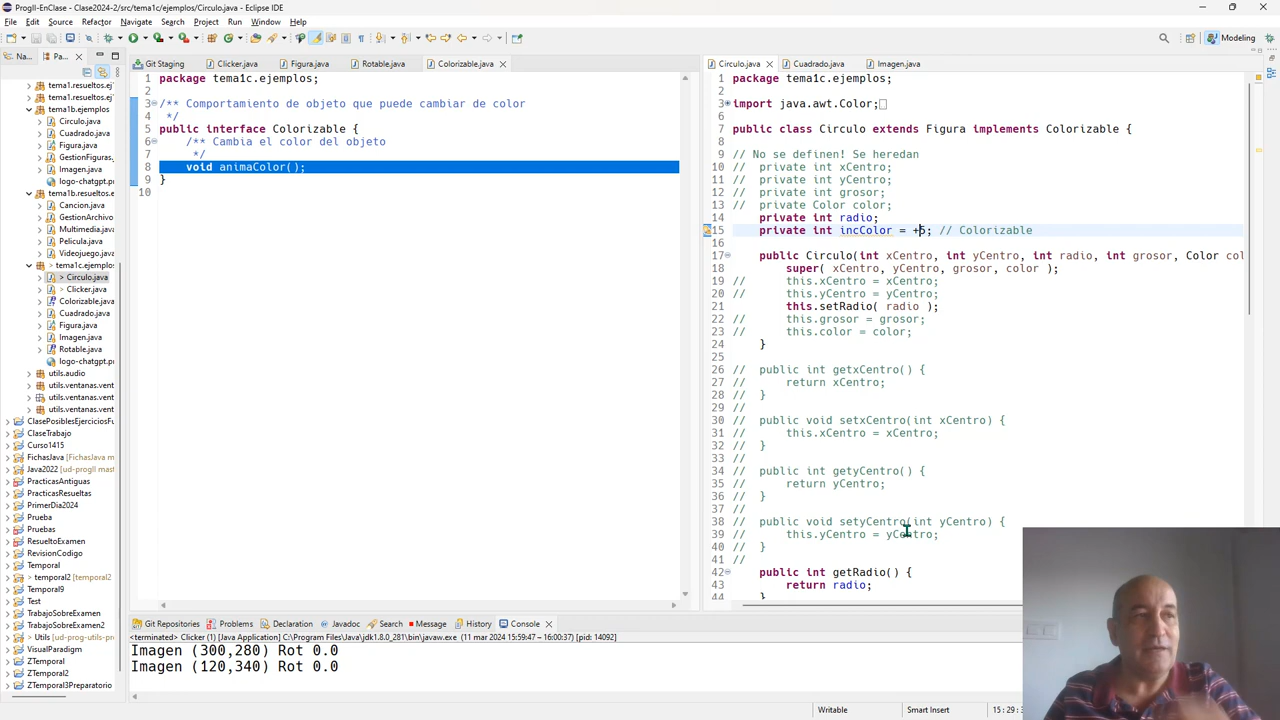 ProgII-EnClase - Clase2024-2/src/tema1c/ejemplos/Circulo.java - Eclipse IDE
File Edit Source Refactor Navigate Search Project Run Window Help
Modeling
Na... Pa...
tema1.resueltos.ej
tema1.resueltos.ej
tema1b.ejemplos
Circulo.java
Cuadrado.java
Figura.java
GestionFiguras.
Imagen.java
logo-chatgpt.pi
tema1b.resueltos.
Cancion.java
GestionArchivo
Multimedia.java
Pelicula.java
Videojuego.java
> tema1c.ejemplos
> Circulo.java
> Clicker.java
Colorizable.java
Cuadrado.java
Figura.java
Imagen.java
Rotable.java
logo-chatgpt.pi
utils.audio
utils.ventanas.vent
utils.ventanas.vent
utils.ventanas.vent
ClasePosiblesEjerciciosFu
ClaseTrabajo
Curso1415
FichasJava [FichasJava m
Java2022 [ud-progII mast
PracticasAntiguas
PracticasResueltas
PrimerDia2024
Prueba
Pruebas
ResueltoExamen
RevisionCodigo
Temporal
> temporal2 [temporal2
Temporal9
Test
TrabajoSobreExamen
TrabajoSobreExamen2
> Utils [ud-prog-utils-pr
VisualParadigm
ZTemporal
ZTemporal2
ZTemporal3Preparatorio
Git Staging Clicker.java Figura.java Rotable.java Colorizable.java
1 package tema1c.ejemplos;
2
3 /** Comportamiento de objeto que puede cambiar de color
4 */
5 public interface Colorizable {
6 /** Cambia el color del objeto
7 */
8 void animaColor();
9 }
10
Circulo.java Cuadrado.java Imagen.java
1 package tema1c.ejemplos;
2
3 import java.awt.Color;
6
7 public class Circulo extends Figura implements Colorizable {
8
9 // No se definen! Se heredan
10 // private int xCentro;
11 // private int yCentro;
12 // private int grosor;
13 // private Color color;
14 private int radio;
15 private int incColor = +5; // Colorizable
16
17 public Circulo(int xCentro, int yCentro, int radio, int grosor, Color col
18 super( xCentro, yCentro, grosor, color );
19 // this.xCentro = xCentro;
20 // this.yCentro = yCentro;
21 this.setRadio( radio );
22 // this.grosor = grosor;
23 // this.color = color;
24 }
25
26 // public int getxCentro() {
27 // return xCentro;
28 // }
29 //
30 // public void setxCentro(int xCentro) {
31 // this.xCentro = xCentro;
32 // }
33 //
34 // public int getyCentro() {
35 // return yCentro;
36 // }
37 //
38 // public void setyCentro(int yCentro) {
39 // this.yCentro = yCentro;
40 // }
41 //
42 public int getRadio() {
43 return radio;
44 }
Git Repositories Problems Declaration Javadoc Search Message History Console
<terminated> Clicker (1) [Java Application] C:\Program Files\Java\jdk1.8.0_281\bin\javaw.exe (11 mar 2024 15:59:47 – 16:00:37) [pid: 14092]
Imagen (300,280) Rot 0.0
Imagen (120,340) Rot 0.0
Writable Smart Insert 15 : 29 : 3